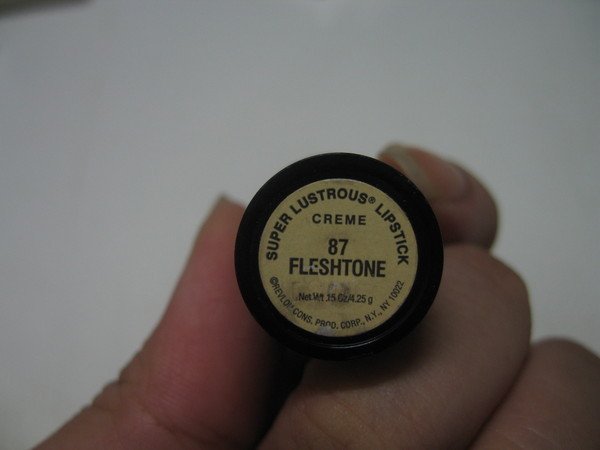 SUPER LUSTROUS® LIPSTICK
CREME
87
FLESHTONE
Net Wt .15 Oz/4.25 g
©REVLON CONS. PROD. CORP., N.Y., NY 10022